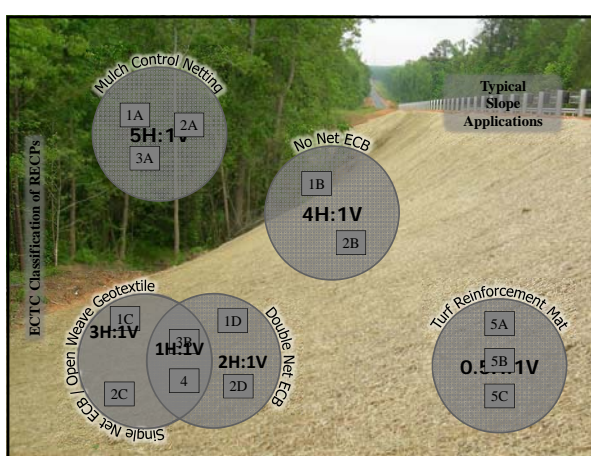 Mulch Control Netting
1A
2A
5H:1V
3A
Typical
Slope
Applications
No Net ECB
1B
4H:1V
2B
ECTC Classification of RECPs
Single Net ECB / Open Weave Geotextile
1C
3H:1V
2C
3B
1H:1V
4
Double Net ECB
1D
2H:1V
2D
Turf Reinforcement Mat
5A
5B
5C